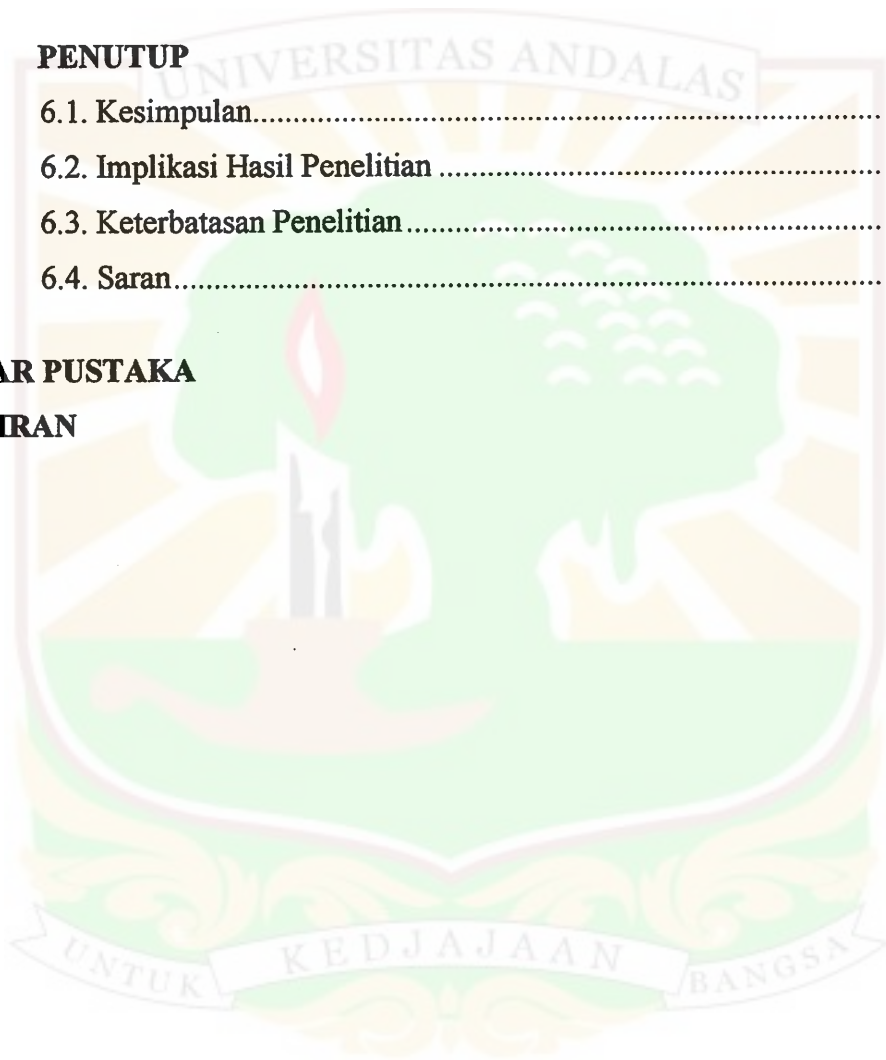 PENUTUP
UNIVERSITAS ANDALAS
6.1. Kesimpulan........................................................................
6.2. Implikasi Hasil Penelitian ..................................................
6.3. Keterbatasan Penelitian......................................................
6.4. Saran..................................................................................
AR PUSTAKA
IRAN
UNTUK KEDJAJAAN BANGSA